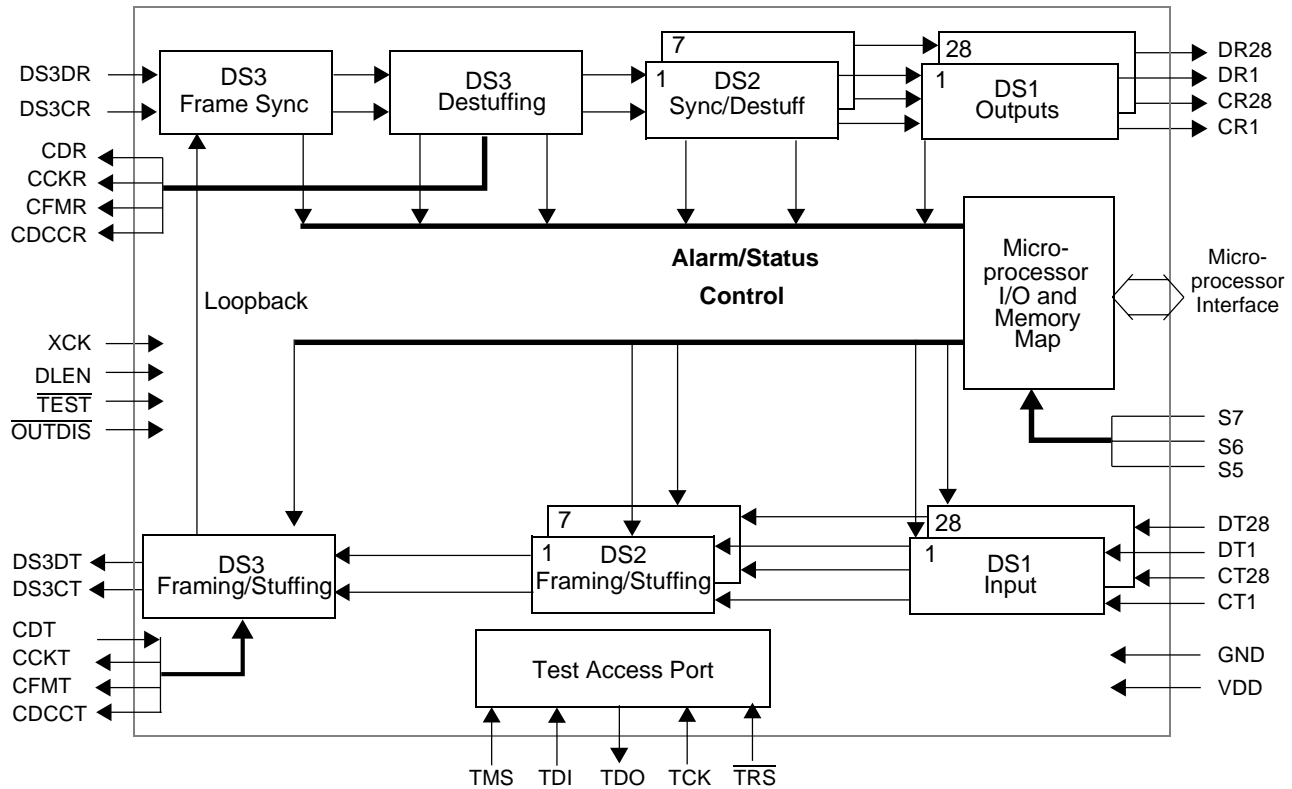 DS3DR
DS3CR
DS3
Frame Sync
DS3
Destuffing
7
1
DS2
Sync/Destuff
28
1
DS1
Outputs
DR28
DR1
CR28
CR1
CDR
CCKR
CFMR
CDCCR
Alarm/Status
Control
Micro-
processor
I/O and
Memory
Map
Micro-
processor
Interface
Loopback
XCK
DLEN
TEST
OUTDIS
S7
S6
S5
DS3DT
DS3CT
DS3
Framing/Stuffing
7
1
DS2
Framing/Stuffing
28
1
DS1
Input
DT28
DT1
CT28
CT1
CDT
CCKT
CFMT
CDCCT
Test Access Port
GND
VDD
TMS
TDI
TDO
TCK
TRS